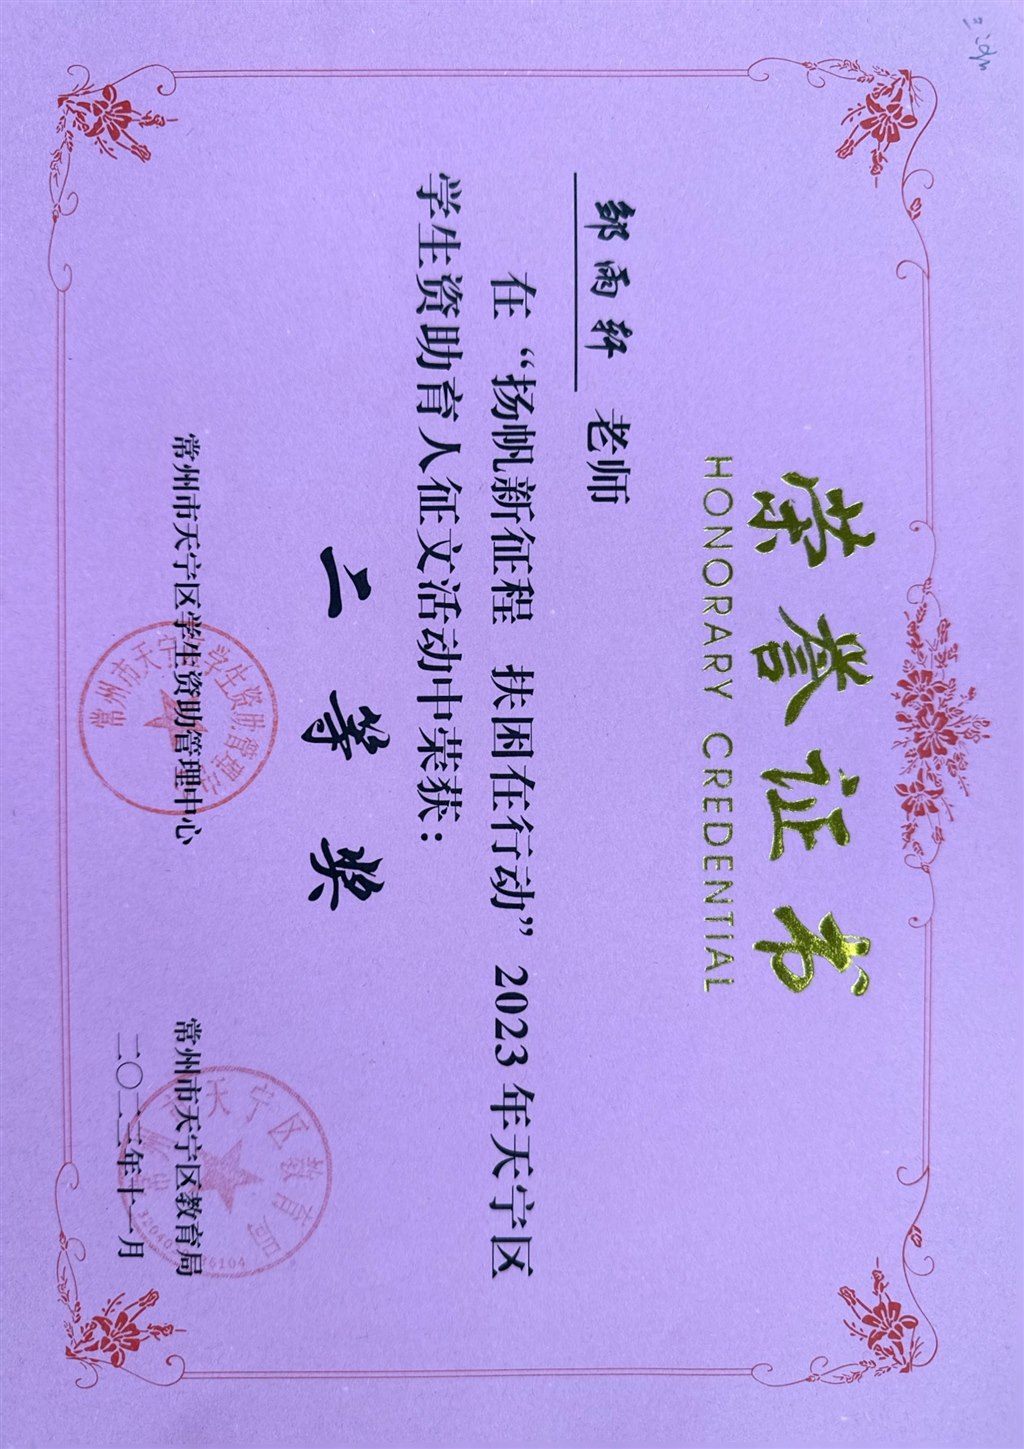 荣誉证书
HONORARY CREDENTIAL
邹雨轩 老师
在“扬帆新征程 扶困在行动”2023年天宁区
学生资助育人征文活动中荣获：
二等奖
常州市天宁区学生资助管理中心
常州市天宁区教育局
二〇二三年十一月